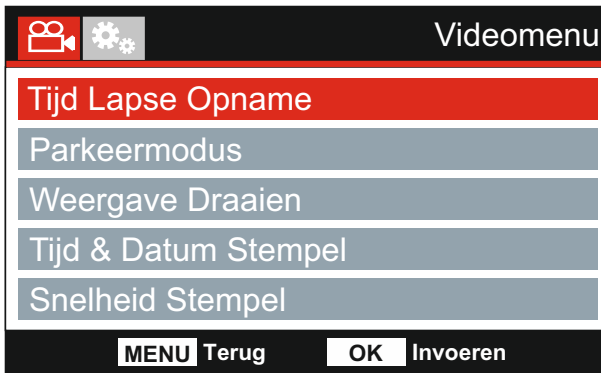 Videomenu
Tijd Lapse Opname
Parkeermodus
Weergave Draaien
Tijd & Datum Stempel
Snelheid Stempel
MENU Terug OK Invoeren